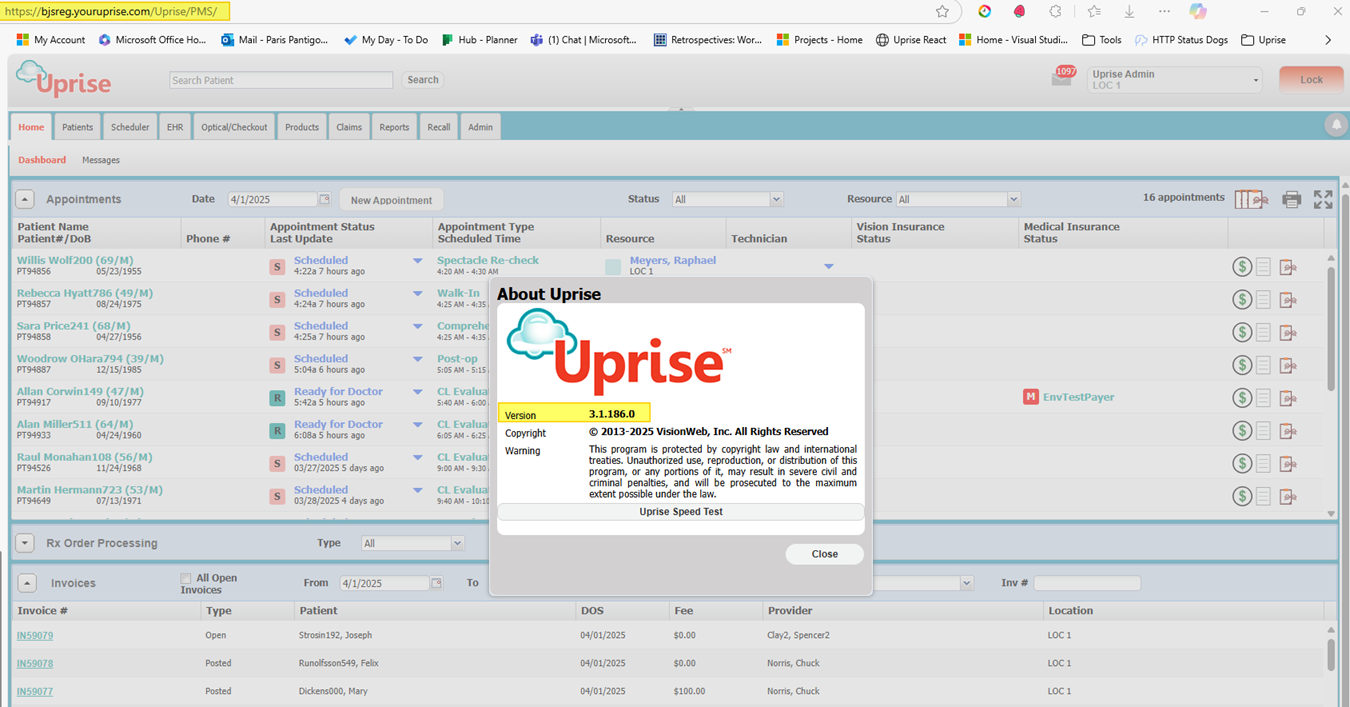 https://bjsreg.youruprise.com/Uprise/PMS/
My Account Microsoft Office Ho... Mail - Paris Pantigo... My Day - To Do Hub - Planner (1) Chat | Microsoft... Retrospectives: Wor... Projects - Home Uprise React Home - Visual Studi... Tools HTTP Status Dogs Uprise
Uprise
Search Patient Search
1097
Uprise Admin
LOC 1
Lock
Home Patients Scheduler EHR Optical/Checkout Products Claims Reports Recall Admin
Dashboard Messages
Appointments Date 4/1/2025 New Appointment Status All Resource All 16 appointments
Patient Name Appointment Status Appointment Type Vision Insurance Medical Insurance
Patient#/DoB Phone # Last Update Scheduled Time Resource Technician Status Status
Willis Wolf200 (69/M) S Scheduled Spectacle Re-check Meyers, Raphael
PT94856 05/23/1955 4:22a 7 hours ago 4:20 AM - 4:30 AM LOC 1
Rebecca Hyatt786 (49/M) S Scheduled Walk-In
PT94857 08/24/1975 4:24a 7 hours ago 4:25 AM - 4:35
Sara Price241 (68/M) S Scheduled Comprehe
PT94858 04/27/1956 4:25a 7 hours ago 4:25 AM - 4:35
Woodrow OHara794 (39/M) S Scheduled Post-op
PT94887 12/15/1985 5:04a 6 hours ago 5:05 AM - 5:15
Allan Corwin149 (47/M) R Ready for Doctor CL Evalua M EnvTestPayer
PT94917 09/10/1977 5:42a 5 hours ago 5:40 AM - 6:00
Alan Miller511 (64/M) R Ready for Doctor CL Evalua
PT94933 04/24/1960 6:08a 5 hours ago 6:05 AM - 6:25
Raul Monahan108 (56/M) S Scheduled CL Evalua
PT94526 11/24/1968 03/27/2025 5 days ago 9:00 AM - 9:30
Martin Hermann723 (53/M) S Scheduled CL Evalua
PT94649 07/13/1971 03/28/2025 4 days ago 9:40 AM - 10:10
About Uprise
Uprise SM
Version 3.1.186.0
Copyright © 2013-2025 VisionWeb, Inc. All Rights Reserved
Warning This program is protected by copyright law and international
treaties. Unauthorized use, reproduction, or distribution of this
program, or any portions of it, may result in severe civil and
criminal penalties, and will be prosecuted to the maximum
extent possible under the law.
Uprise Speed Test
Close
Rx Order Processing Type All
Invoices All Open Invoices From 4/1/2025 To Inv #
Invoice # Type Patient DOS Fee Provider Location
IN59079 Open Strosin192, Joseph 04/01/2025 $0.00 Clay2, Spencer2 LOC 1
IN59078 Posted Runolfsson549, Felix 04/01/2025 $0.00 Norris, Chuck LOC 1
IN59077 Posted Dickens000, Mary 04/01/2025 $100.00 Norris, Chuck LOC 1